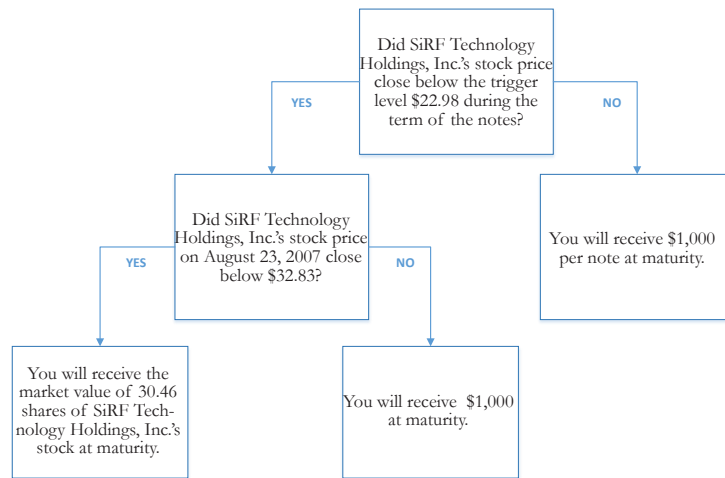 Did SiRF Technology
Holdings, Inc.'s stock price
close below the trigger
level $22.98 during the
term of the notes?
YES
NO
Did SiRF Technology
Holdings, Inc.'s stock price
on August 23, 2007 close
below $32.83?
You will receive $1,000
per note at maturity.
YES
NO
You will receive the
market value of 30.46
shares of SiRF Tech-
nology Holdings, Inc.'s
stock at maturity.
You will receive $1,000
at maturity.